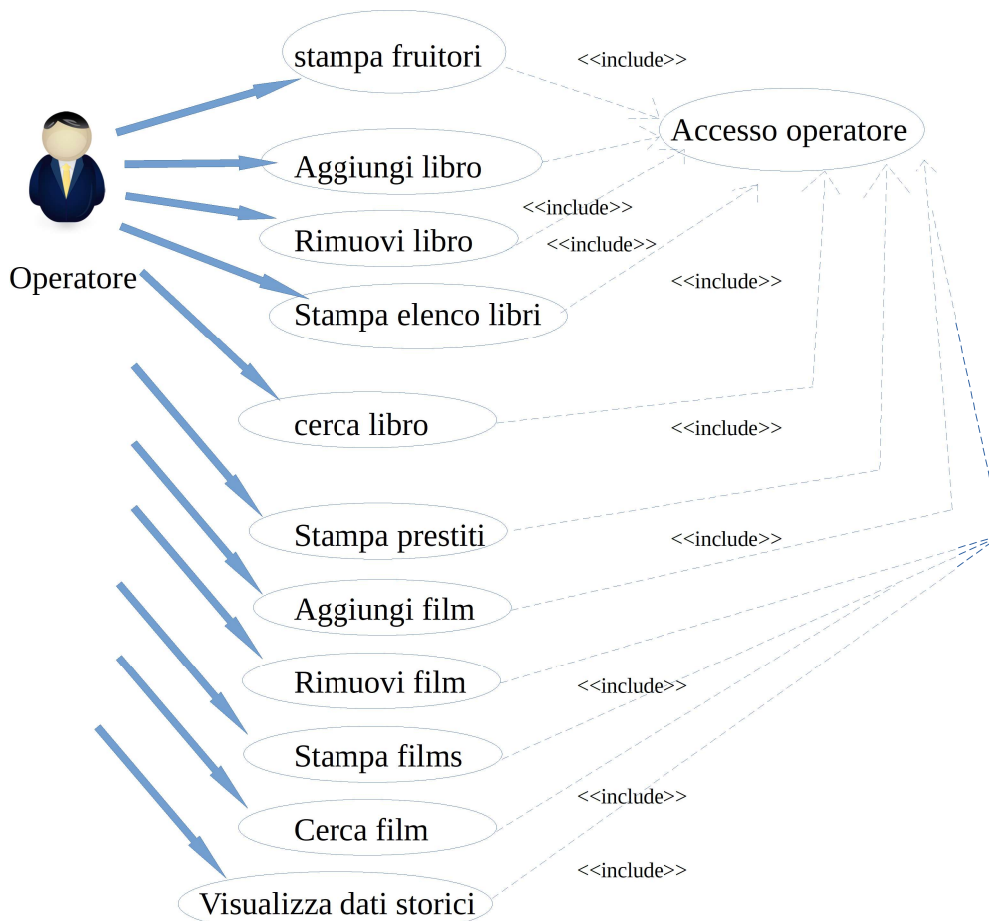 stampa fruitori
<<include>>
Accesso operatore
Aggiungi libro
<<include>>
Rimuovi libro
<<include>>
Operatore
<<include>>
Stampa elenco libri
cerca libro
<<include>>
Stampa prestiti
<<include>>
Aggiungi film
Rimuovi film
<<include>>
Stampa films
<<include>>
Cerca film
<<include>>
Visualizza dati storici